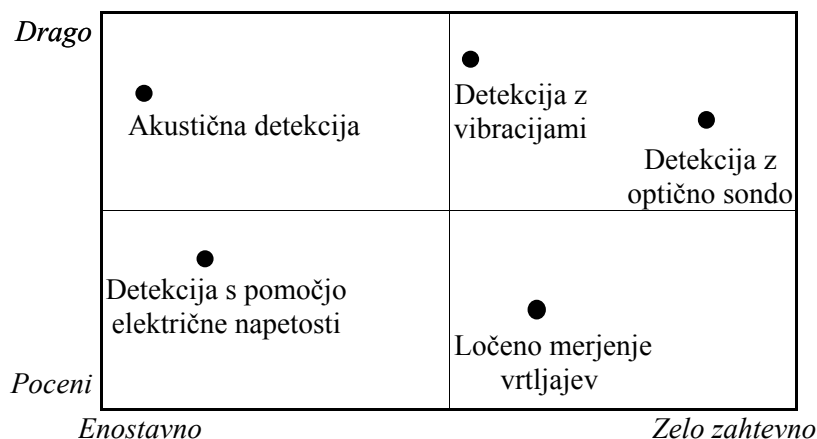 Drago
Akustična detekcija
Detekcija z
vibracijami
Detekcija z
optično sondo
Detekcija s pomočjo
električne napetosti
Ločeno merjenje
vrtljajev
Poceni
Enostavno
Zelo zahtevno